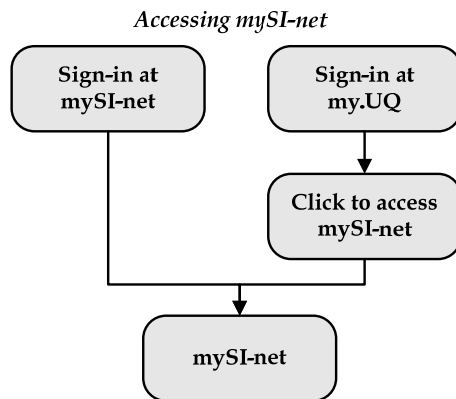 Accessing mySI-net
Sign-in at
mySI-net
Sign-in at
my.UQ
Click to access
mySI-net
mySI-net